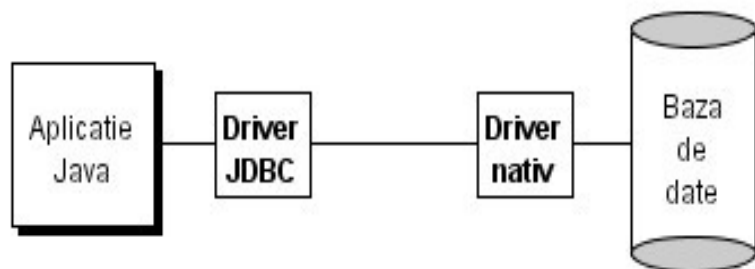 Aplicatie
Java
Driver
JDBC
Driver
nativ
Baza
de
date